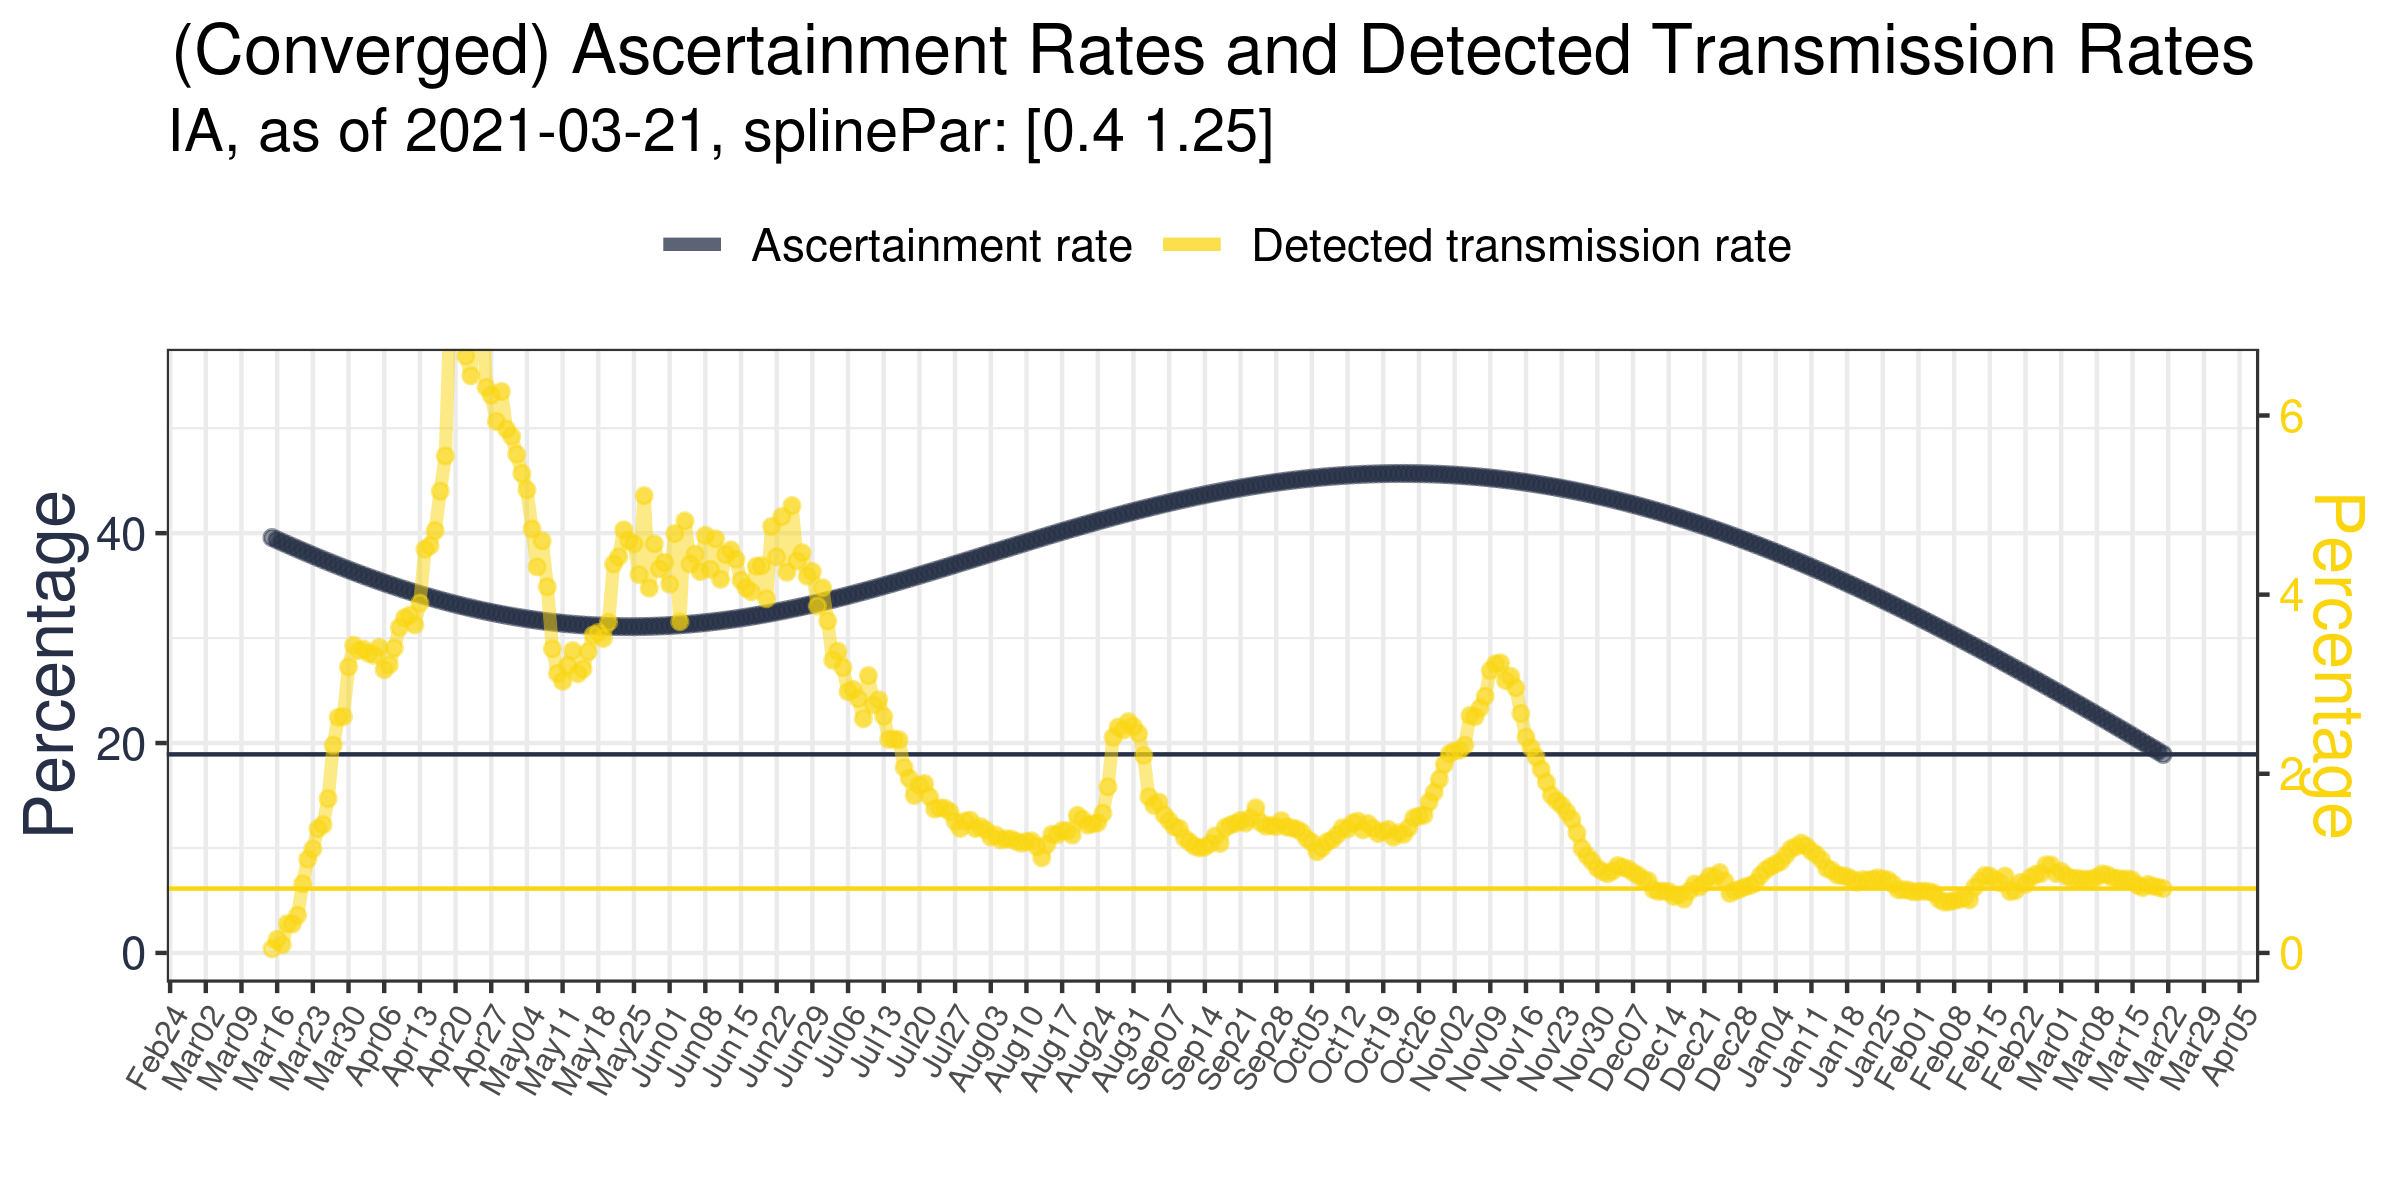 (Converged) Ascertainment Rates and Detected Transmission Rates
IA, as of 2021-03-21, splinePar: [0.4 1.25]
Ascertainment rate
Detected transmission rate
Percentage
40
20
0
6
4
2
0
Percentage
Feb24
Mar02
Mar09
Mar16
Mar23
Mar30
Apr06
Apr13
Apr20
Apr27
May04
May11
May18
May25
Jun01
Jun08
Jun15
Jun22
Jun29
Jul06
Jul13
Jul20
Jul27
Aug03
Aug10
Aug17
Aug24
Aug31
Sep07
Sep14
Sep21
Sep28
Oct05
Oct12
Oct19
Oct26
Nov02
Nov09
Nov16
Nov23
Nov30
Dec07
Dec14
Dec21
Dec28
Jan04
Jan11
Jan18
Jan25
Feb01
Feb08
Feb15
Feb22
Mar01
Mar08
Mar15
Mar22
Mar29
Apr05